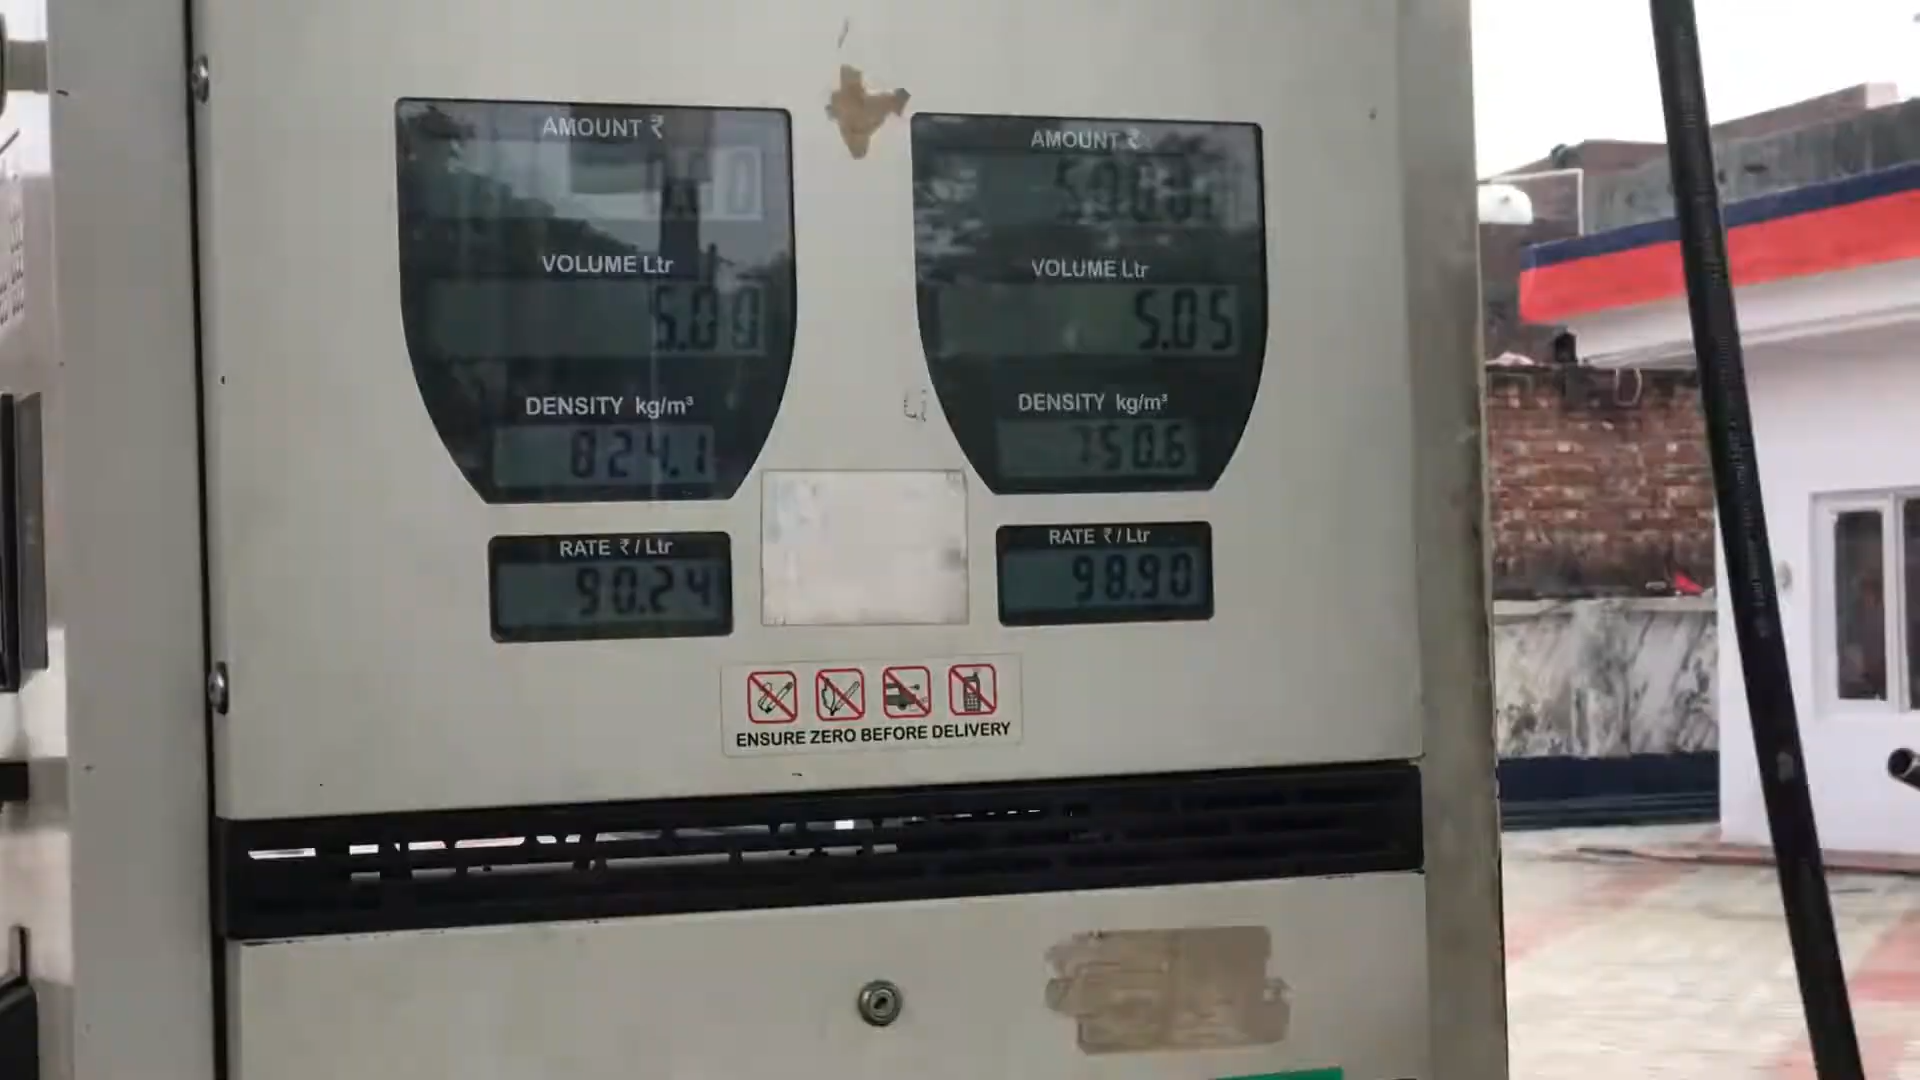 AMOUNT ₹
VOLUME Ltr
5.00
DENSITY kg/m³
824.1
RATE ₹/Ltr
90.24
AMOUNT ₹
VOLUME Ltr
5.05
DENSITY kg/m³
750.6
RATE ₹/Ltr
98.90
ENSURE ZERO BEFORE DELIVERY